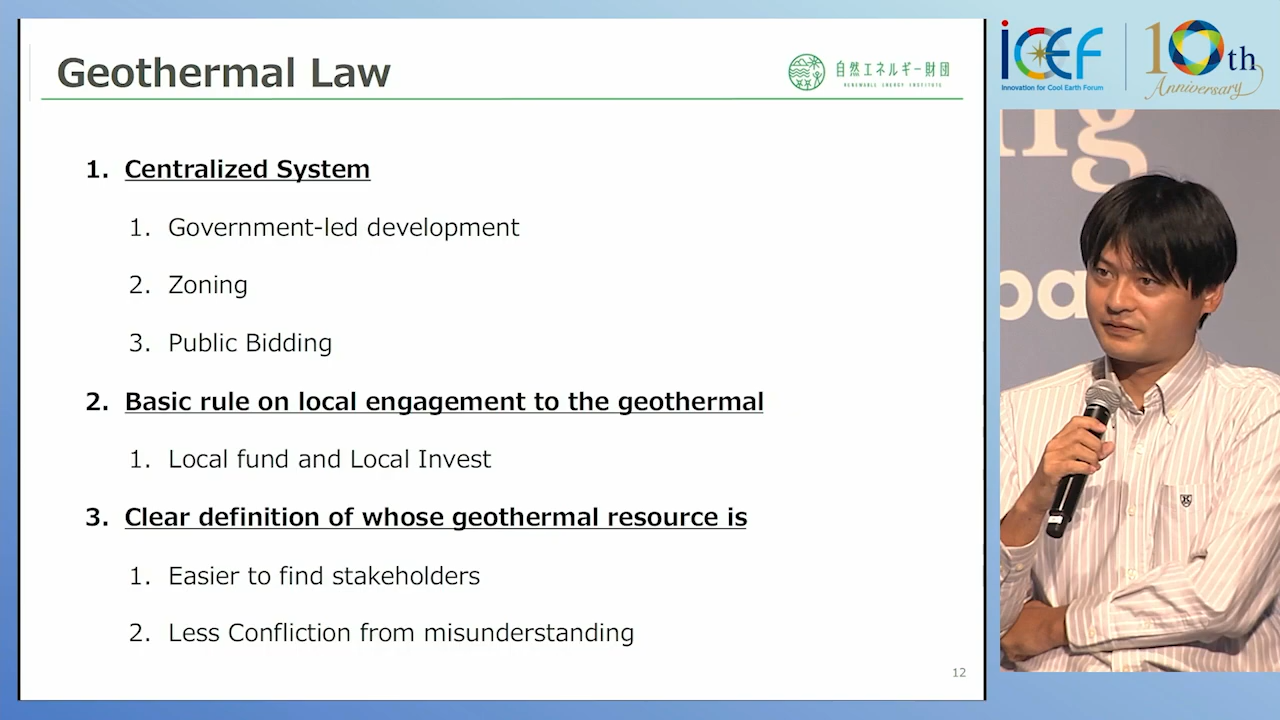 Geothermal Law
自然エネルギー財団
RENEWABLE ENERGY INSTITUTE
1. Centralized System
1. Government-led development
2. Zoning
3. Public Bidding
2. Basic rule on local engagement to the geothermal
1. Local fund and Local Invest
3. Clear definition of whose geothermal resource is
1. Easier to find stakeholders
2. Less Confliction from misunderstanding
12
ICEF
Innovation for Cool Earth Forum
10th
Anniversary